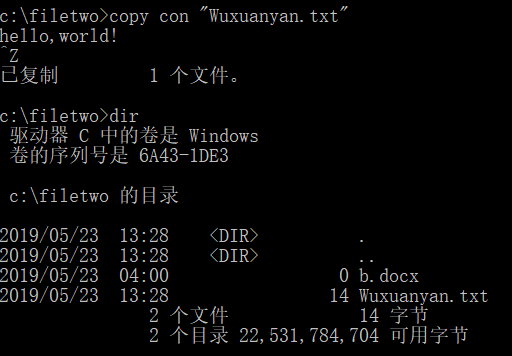 c:\filetwo>copy con "Wuxuanyan.txt"
hello,world!
^Z
已复制         1 个文件。
c:\filetwo>dir
 驱动器 C 中的卷是 Windows
 卷的序列号是 6A43-1DE3
 c:\filetwo 的目录
2019/05/23  13:28    <DIR>          .
2019/05/23  13:28    <DIR>          ..
2019/05/23  04:00                 0 b.docx
2019/05/23  13:28                14 Wuxuanyan.txt
               2 个文件             14 字节
               2 个目录 22,531,784,704 可用字节